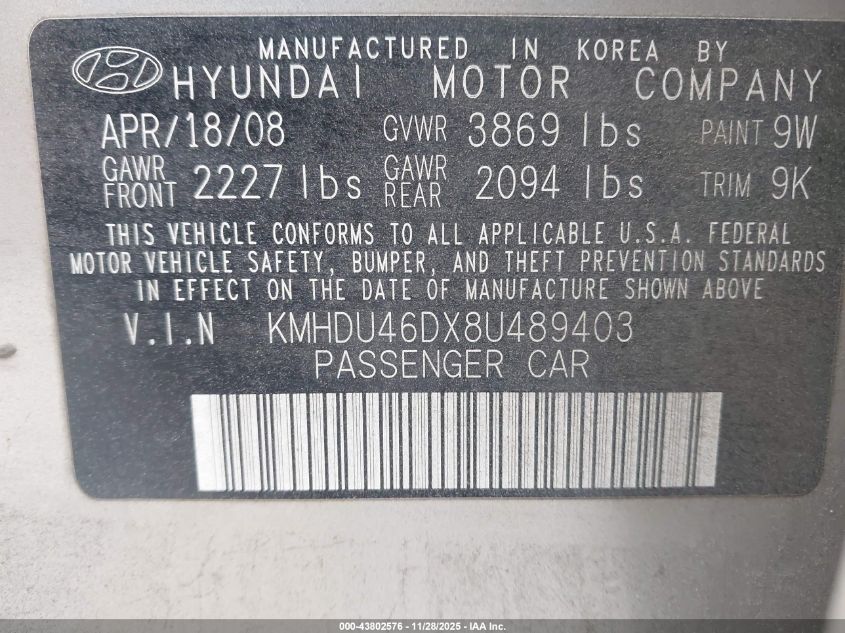 MANUFACTURED IN KOREA BY
HYUNDAI MOTOR COMPANY
APR/18/08 GVWR 3869 lbs PAINT 9W
GAWR FRONT 2227 lbs GAWR REAR 2094 lbs TRIM 9K
THIS VEHICLE CONFORMS TO ALL APPLICABLE U.S.A. FEDERAL
MOTOR VEHICLE SAFETY, BUMPER, AND THEFT PREVENTION STANDARDS
IN EFFECT ON THE DATE OF MANUFACTURE SHOWN ABOVE
V.I.N KMHDU46DX8U489403
PASSENGER CAR
000-43802576 | 11/28/2025 - IAA Inc.